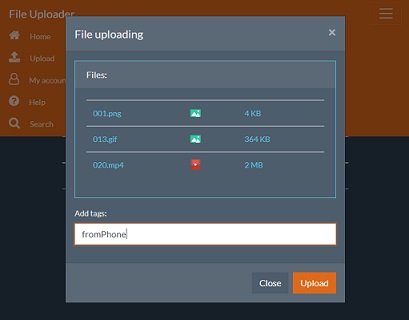 File Uploader
Home
Upload
My accou
Help
Search
File uploading
×
Files:
001.png 4 KB
013.gif 364 KB
020.mp4 2 MB
Add tags:
fromPhone
Close Upload